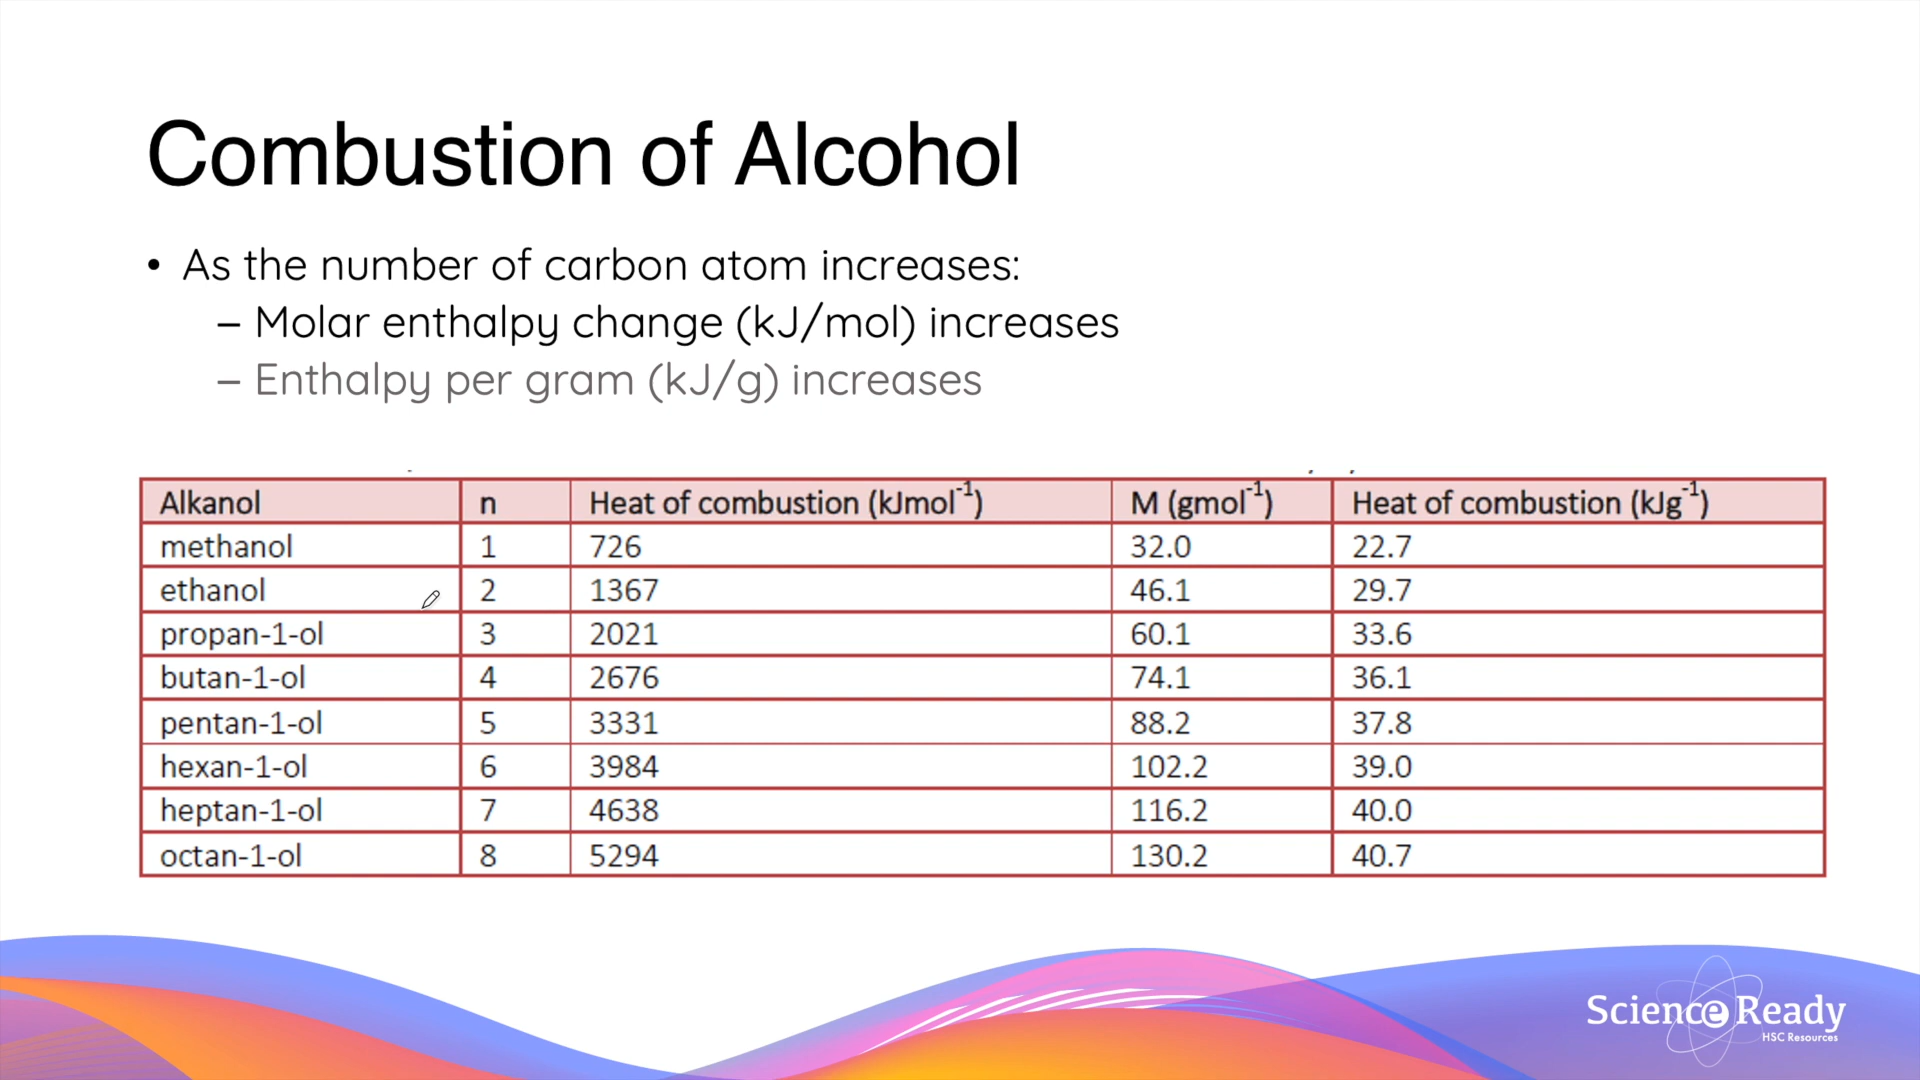 Combustion of Alcohol
• As the number of carbon atom increases:
– Molar enthalpy change (kJ/mol) increases
– Enthalpy per gram (kJ/g) increases
Alkanol n Heat of combustion (kJmol⁻¹) M (gmol⁻¹) Heat of combustion (kJg⁻¹)
methanol 1 726 32.0 22.7
ethanol 2 1367 46.1 29.7
propan-1-ol 3 2021 60.1 33.6
butan-1-ol 4 2676 74.1 36.1
pentan-1-ol 5 3331 88.2 37.8
hexan-1-ol 6 3984 102.2 39.0
heptan-1-ol 7 4638 116.2 40.0
octan-1-ol 8 5294 130.2 40.7
Science Ready
HSC Resources